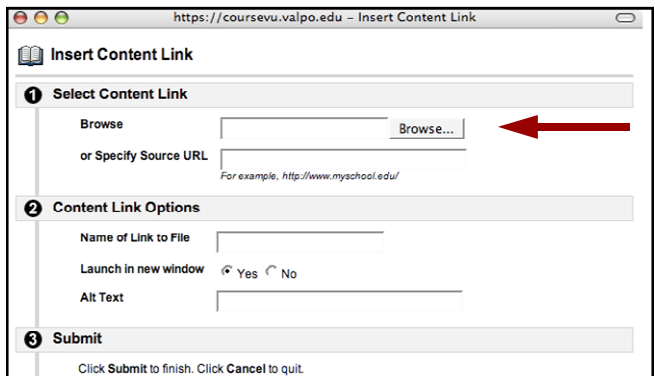 https://coursevu.valpo.edu – Insert Content Link
Insert Content Link
1 Select Content Link
Browse Browse...
or Specify Source URL
For example, http://www.myschool.edu/
2 Content Link Options
Name of Link to File
Launch in new window Yes No
Alt Text
3 Submit
Click Submit to finish. Click Cancel to quit.